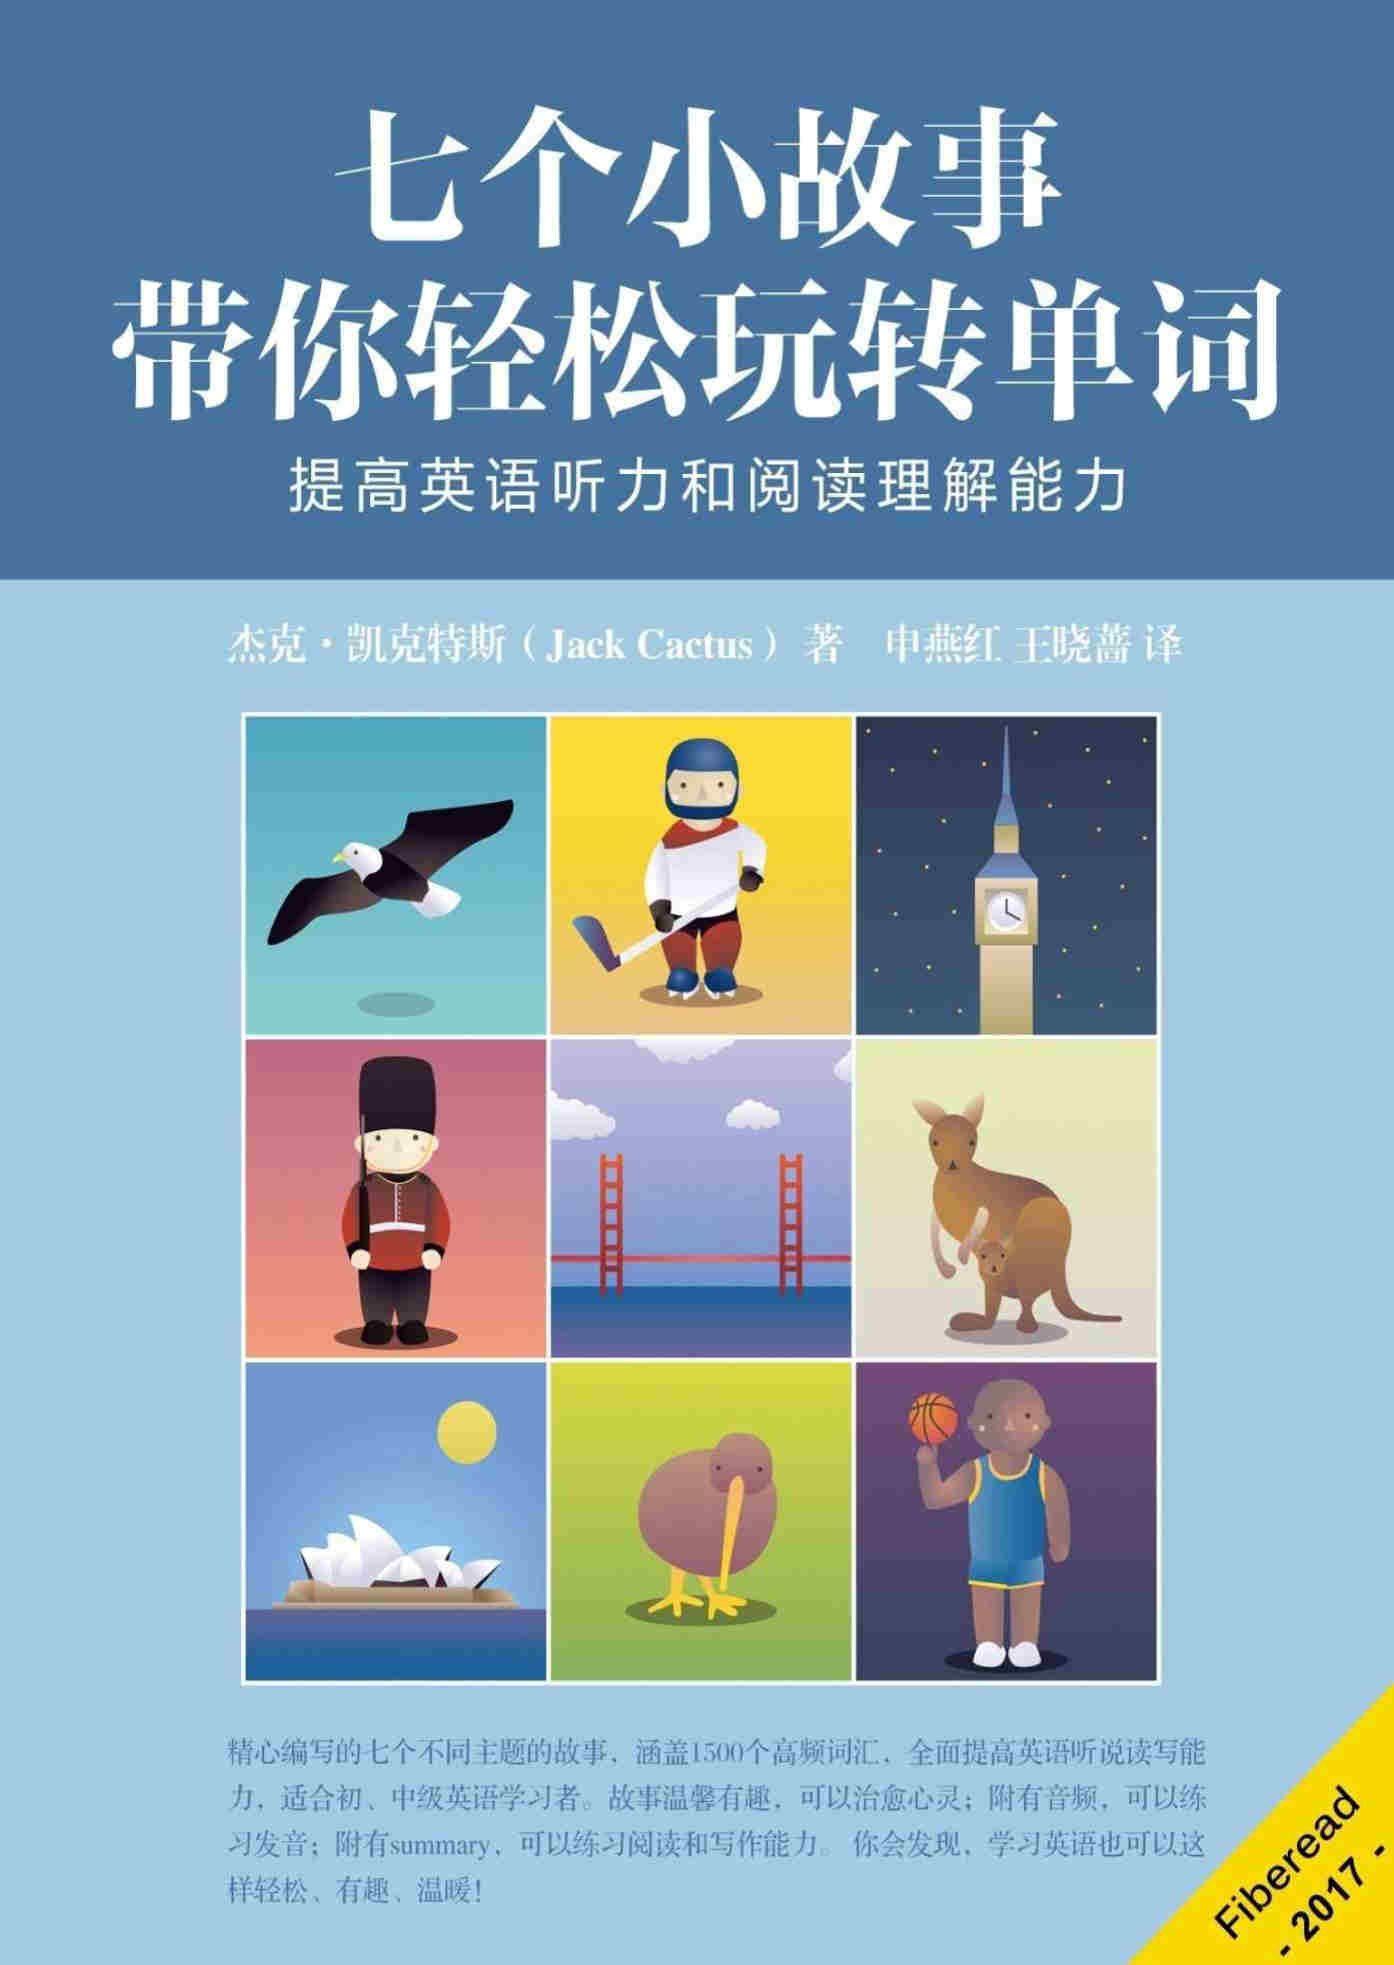 七个小故事
带你轻松玩转单词
提高英语听力和阅读理解能力
杰克·凯克特斯（Jack Cactus）著 申燕红 王晓蔷 译
精心编写的七个不同主题的故事，涵盖1500个高频词汇，全面提高英语听说读写能
力，适合初、中级英语学习者。故事温馨有趣，可以治愈心灵；附有音频，可以练
习发音；附有summary，可以练习阅读和写作能力。你会发现，学习英语也可以这
样轻松、有趣、温暖！
Fiberead
- 2017 -